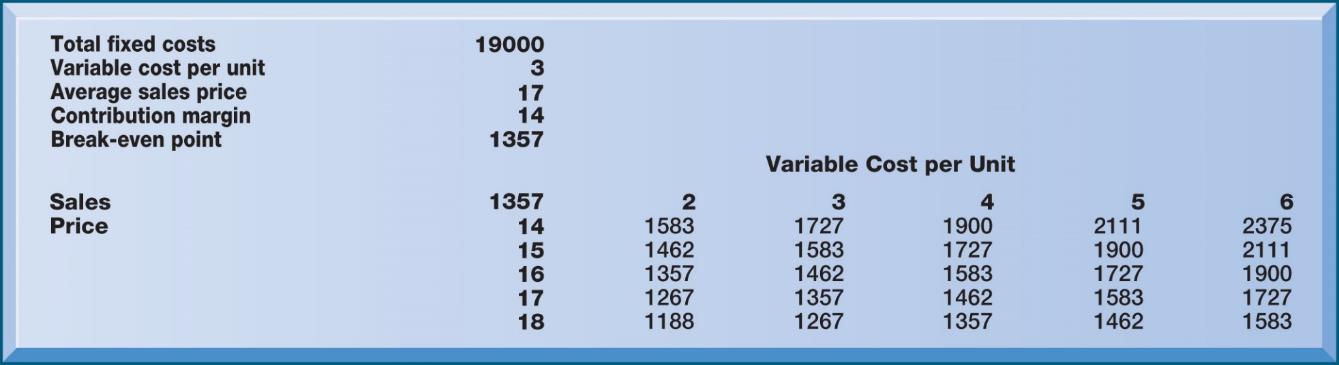 Total fixed costs 19000
Variable cost per unit 3
Average sales price 17
Contribution margin 14
Break-even point 1357
Variable Cost per Unit
Sales 1357 2 3 4 5 6
Price 14 1583 1727 1900 2111 2375
15 1462 1583 1727 1900 2111
16 1357 1462 1583 1727 1900
17 1267 1357 1462 1583 1727
18 1188 1267 1357 1462 1583